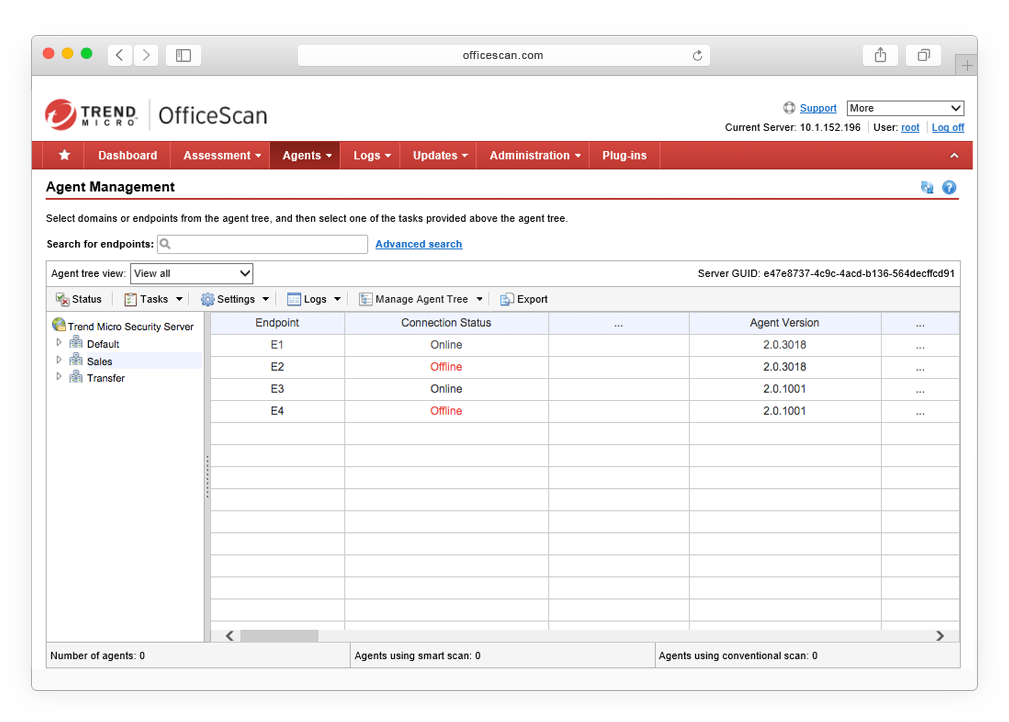 officescan.com
TREND MICRO OfficeScan
Support More
Current Server: 10.1.152.196 User: root Log off
Dashboard Assessment Agents Logs Updates Administration Plug-ins
Agent Management
Select domains or endpoints from the agent tree, and then select one of the tasks provided above the agent tree.
Search for endpoints: Advanced search
Agent tree view: View all Server GUID: e47e8737-4c9c-4acd-b136-564decffcd91
Status Tasks Settings Logs Manage Agent Tree Export
Trend Micro Security Server
Default
Sales
Transfer
Endpoint Connection Status ... Agent Version ...
E1 Online 2.0.3018 ...
E2 Offline 2.0.3018 ...
E3 Online 2.0.1001 ...
E4 Offline 2.0.1001 ...
Number of agents: 0 Agents using smart scan: 0 Agents using conventional scan: 0